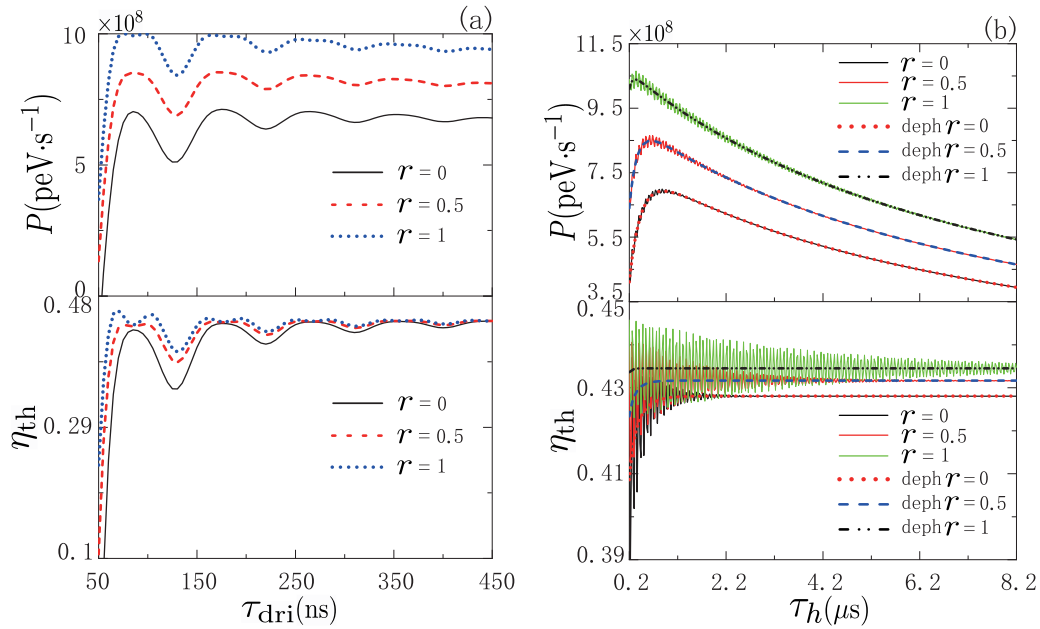 (a)
×10⁸
10
5
0
P(peV·s⁻¹)
r = 0
r = 0.5
r = 1
0.48
0.29
0.1
η_th
r = 0
r = 0.5
r = 1
50 150 250 350 450
τ_dri(ns)
(b)
×10⁸
11.5
9.5
7.5
5.5
3.5
P(peV·s⁻¹)
r = 0
r = 0.5
r = 1
deph r = 0
deph r = 0.5
deph r = 1
0.45
0.43
0.41
0.39
η_th
r = 0
r = 0.5
r = 1
deph r = 0
deph r = 0.5
deph r = 1
0.2 2.2 4.2 6.2 8.2
τ_h(μs)